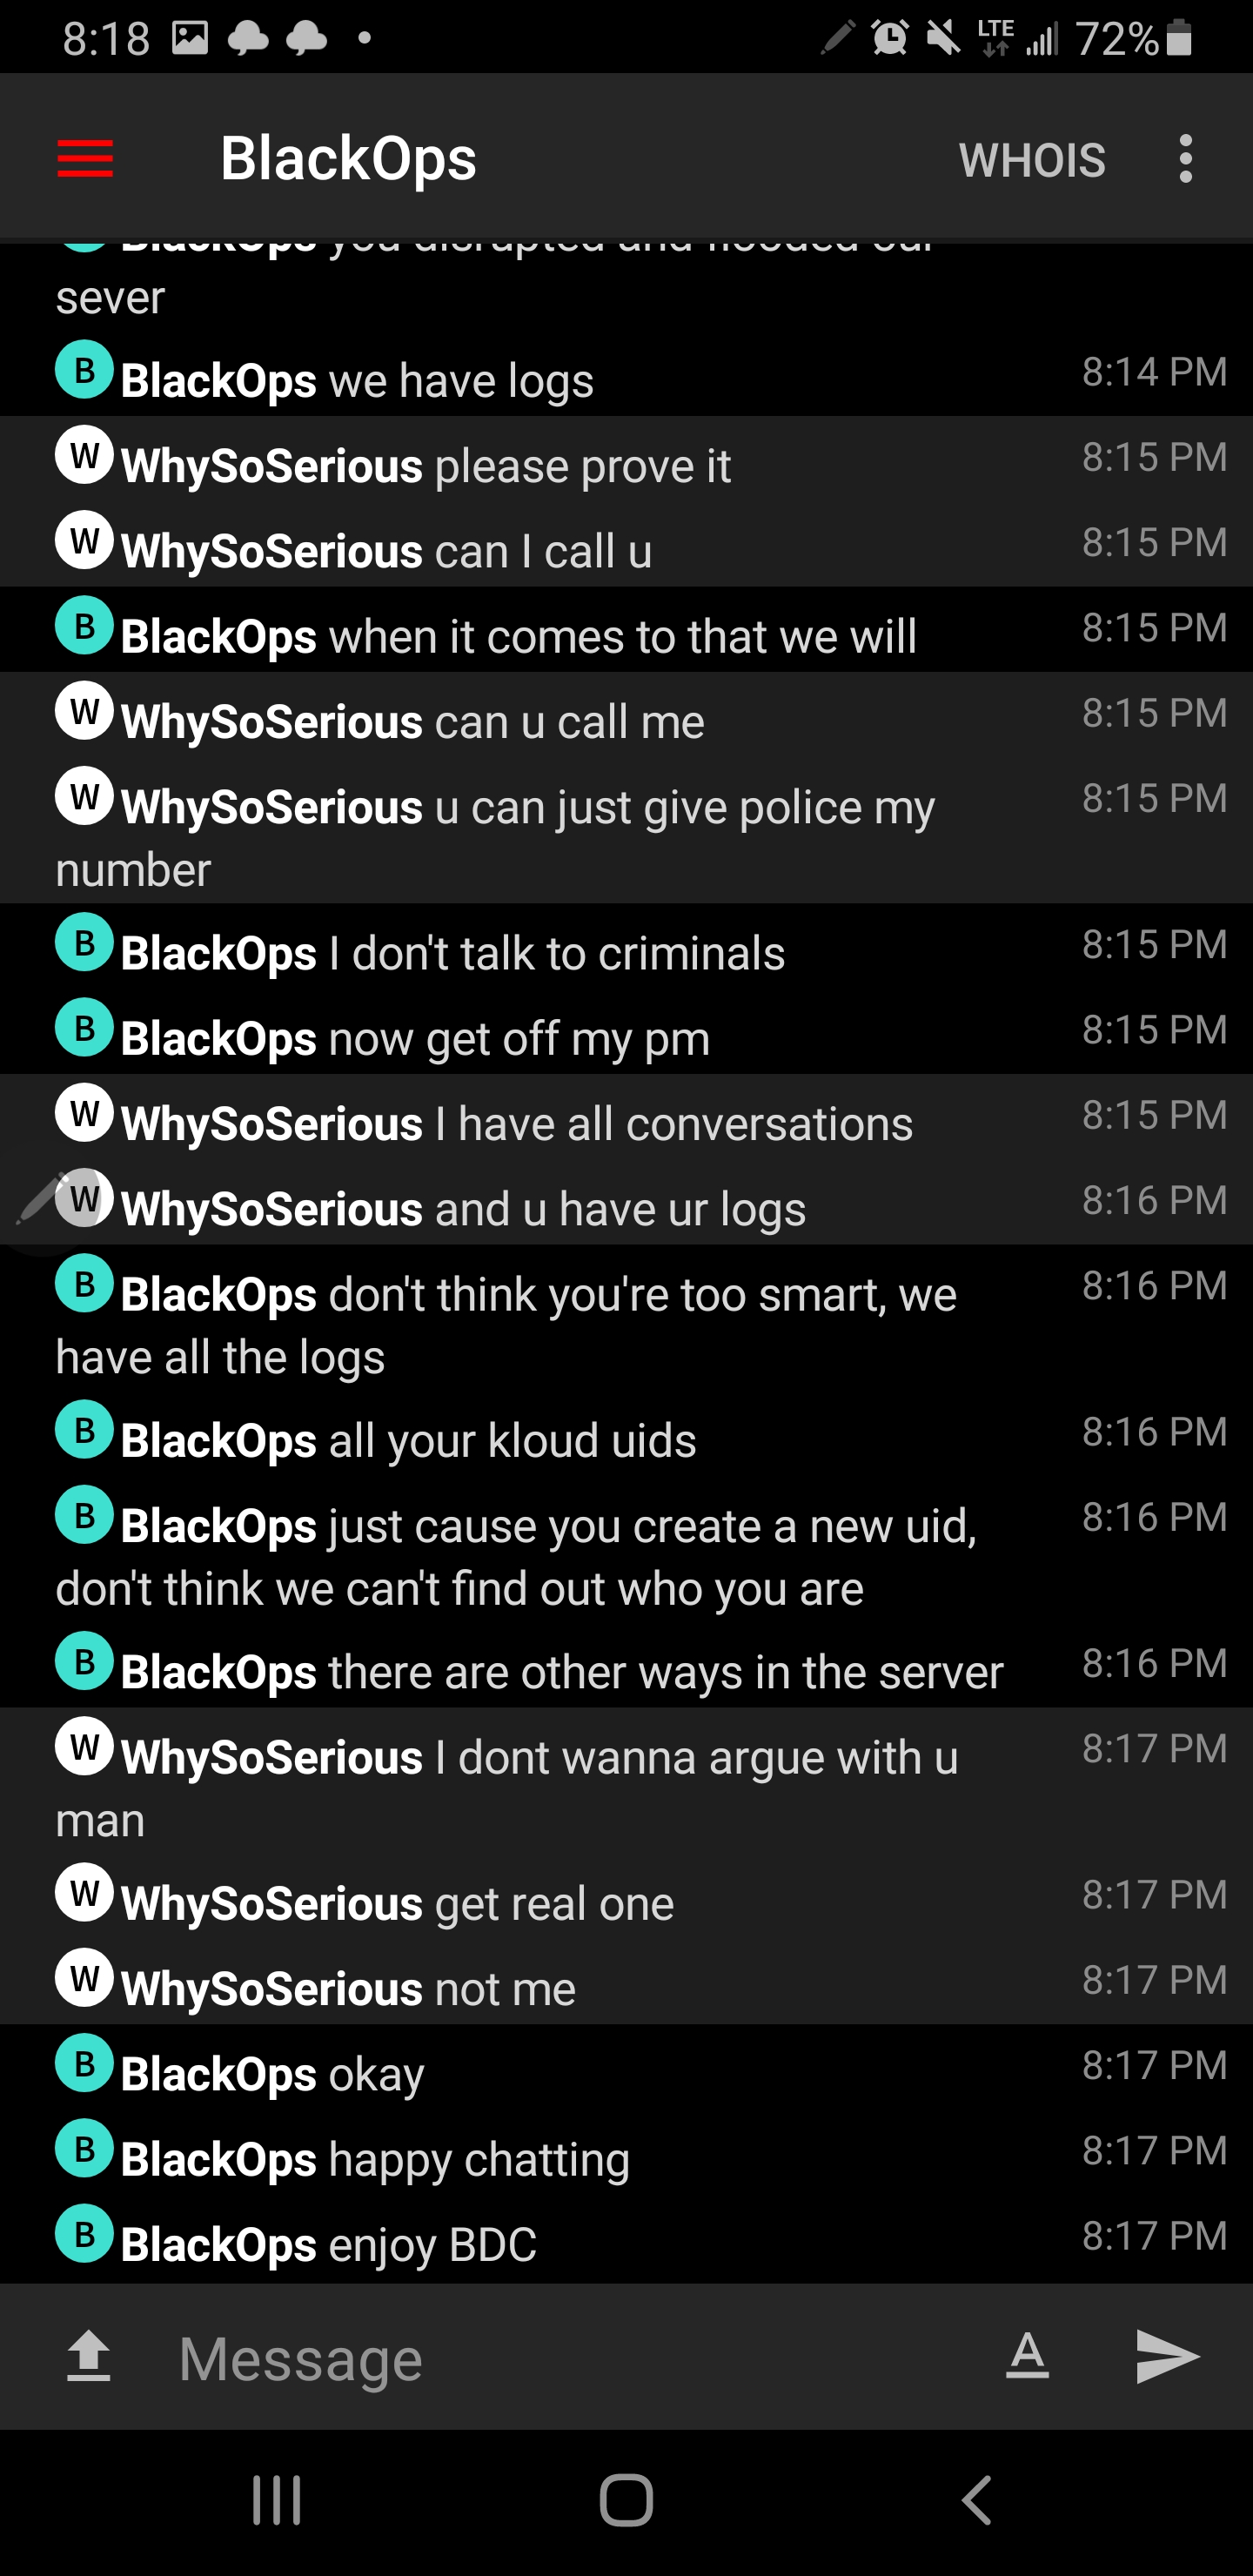 8:18
LTE 72%
BlackOps WHOIS
BlackOps you disrupted and flooded our
sever
B BlackOps we have logs 8:14 PM
W WhySoSerious please prove it 8:15 PM
W WhySoSerious can I call u 8:15 PM
B BlackOps when it comes to that we will 8:15 PM
W WhySoSerious can u call me 8:15 PM
W WhySoSerious u can just give police my 8:15 PM
number
B BlackOps I don't talk to criminals 8:15 PM
B BlackOps now get off my pm 8:15 PM
W WhySoSerious I have all conversations 8:15 PM
W WhySoSerious and u have ur logs 8:16 PM
B BlackOps don't think you're too smart, we 8:16 PM
have all the logs
B BlackOps all your kloud uids 8:16 PM
B BlackOps just cause you create a new uid, 8:16 PM
don't think we can't find out who you are
B BlackOps there are other ways in the server 8:16 PM
W WhySoSerious I dont wanna argue with u 8:17 PM
man
W WhySoSerious get real one 8:17 PM
W WhySoSerious not me 8:17 PM
B BlackOps okay 8:17 PM
B BlackOps happy chatting 8:17 PM
B BlackOps enjoy BDC 8:17 PM
Message A